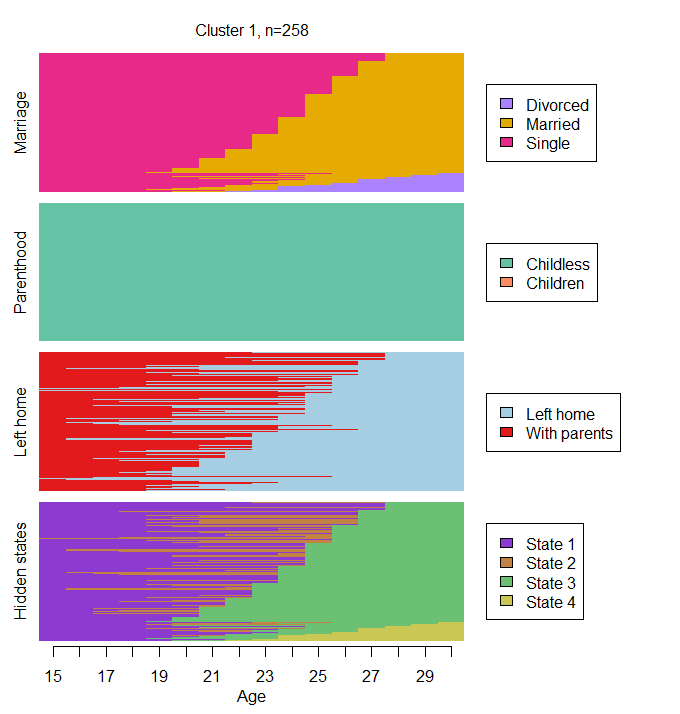 Cluster 1, n=258
Marriage
Divorced
Married
Single
Parenthood
Childless
Children
Left home
Left home
With parents
Hidden states
State 1
State 2
State 3
State 4
15 17 19 21 23 25 27 29
Age